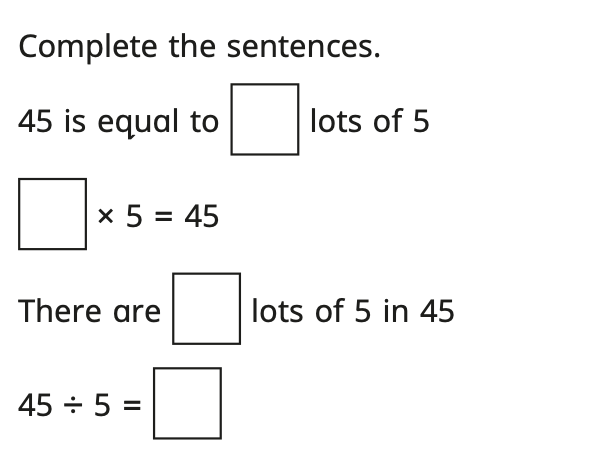 Complete the sentences.
45 is equal to lots of 5
× 5 = 45
There are lots of 5 in 45
45 ÷ 5 =